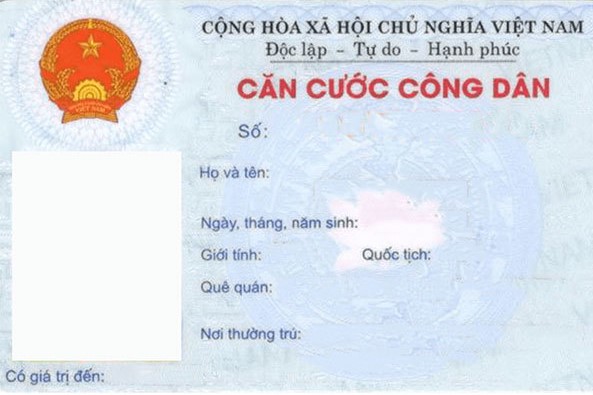 CỘNG HÒA XÃ HỘI CHỦ NGHĨA VIỆT NAM
Độc lập - Tự do - Hạnh phúc
CĂN CƯỚC CÔNG DÂN
Số:
Họ và tên:
Ngày, tháng, năm sinh:
Giới tính: Quốc tịch:
Quê quán:
Nơi thường trú:
Có giá trị đến:
VIỆT NAM